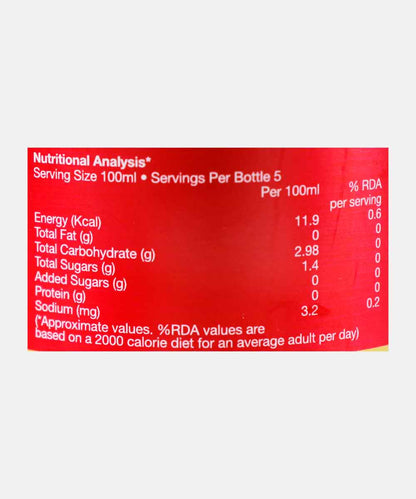 Nutritional Analysis*
Serving Size 100ml • Servings Per Bottle 5
Per 100ml % RDA per serving
Energy (Kcal) 11.9 0.6
Total Fat (g) 0 0
Total Carbohydrate (g) 2.98 0
Total Sugars (g) 1.4 0
Added Sugars (g) 0 0
Protein (g) 0 0
Sodium (mg) 3.2 0.2
(*Approximate values. %RDA values are
based on a 2000 calorie diet for an average adult per day)